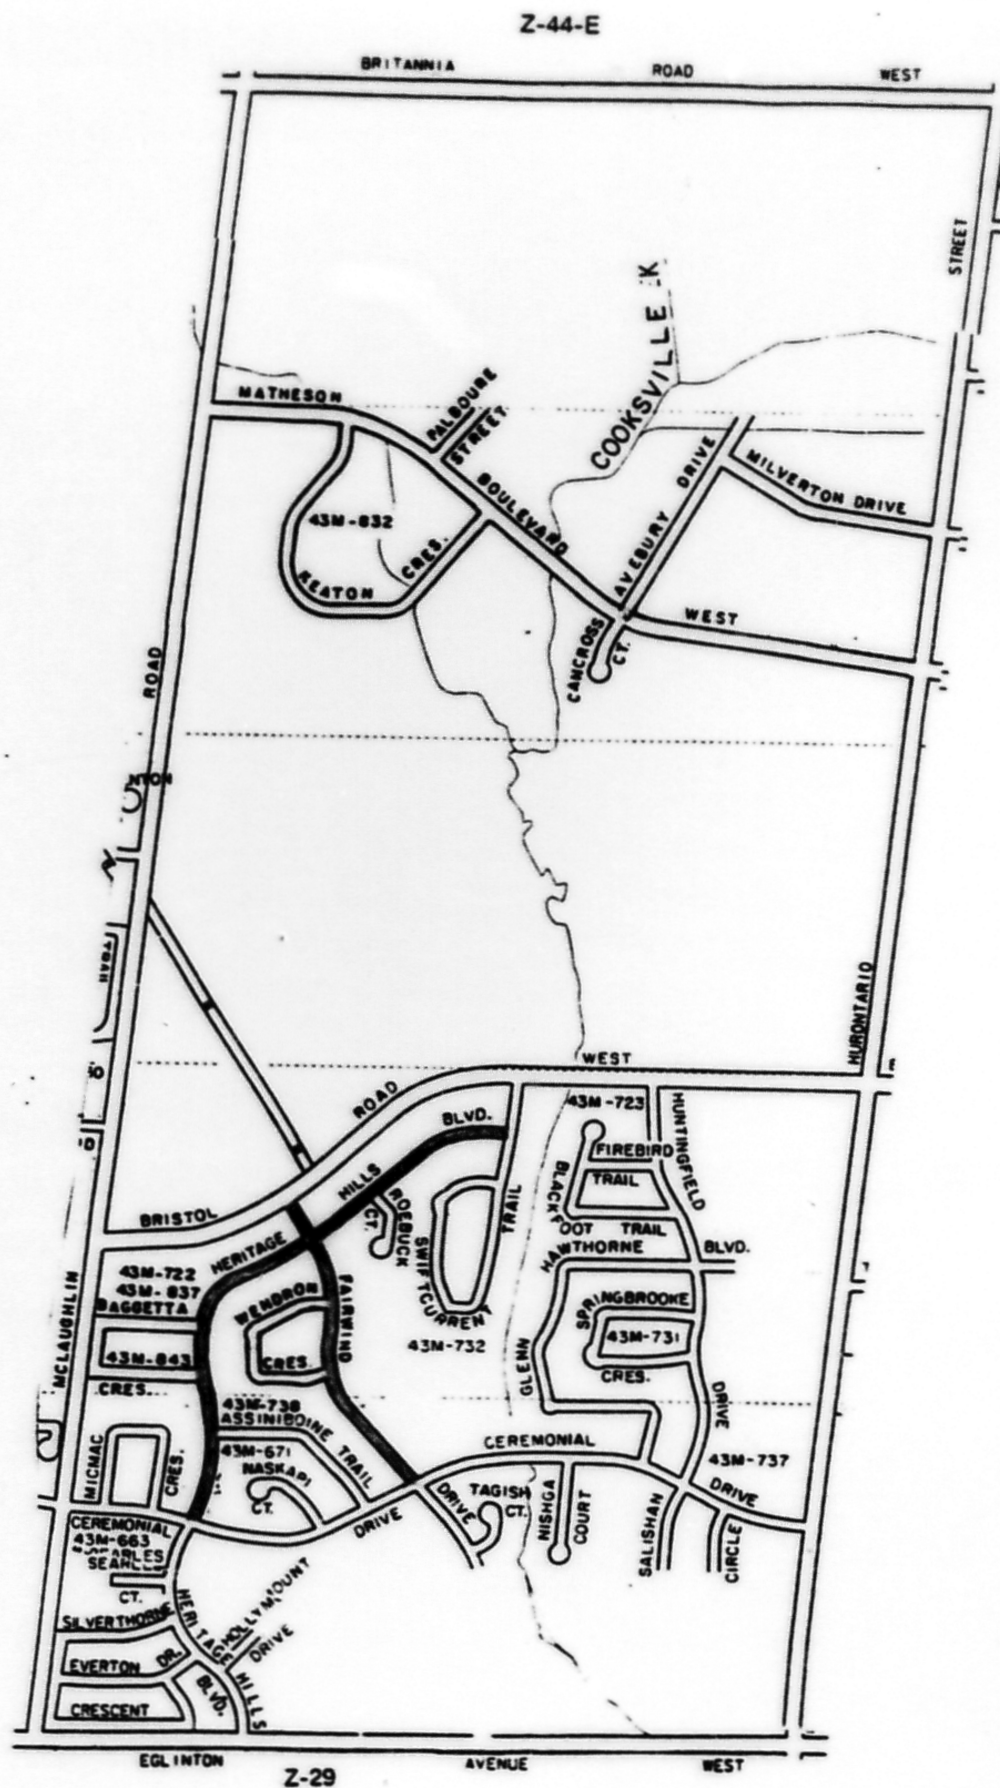 Z-44-E
BRITANNIA ROAD WEST
STREET
COOKSVILLE
MATHESON
PALBOURE
STREET
BOULEVARD
DRIVE
MILVERTON DRIVE
43M-832
CRES.
KEATON
AVEBURY
WEST
CANCROSS
CT.
ROAD
NTON
HURONTARIO
WEST
ROAD
BLVD.
43M-723
HUNTINGFIELD
FIREBIRD
TRAIL
BLACKFOOT TRAIL
HILLS
ROEBUCK
CT.
TRAIL
BRISTOL
HERITAGE
SWIFTCURRENT
HAWTHORNE BLVD.
43M-722
43M-837
BAGGETTA
WENDRON
FAIRWIND
SPRINGBROOKE
MCLAUGHLIN
43M-732
43M-731
43M-843
CRES.
GLENN
CRES.
CRES.
43M-738
ASSINIBOINE TRAIL
DRIVE
43M-671
CEREMONIAL
MICMAC
CRES.
NASKAPI
CT.
43M-737
DRIVE
TAGISH
CT.
NISHGA
COURT
DRIVE
CEREMONIAL
DRIVE
SALISHAN
CIRCLE
43M-663
SEARLES
CT.
HERITAGE
HOLLYMOUNT
DRIVE
SILVERTHORNE
EVERTON DR.
BLVD.
HILLS
CRESCENT
EGLINTON AVENUE WEST
Z-29